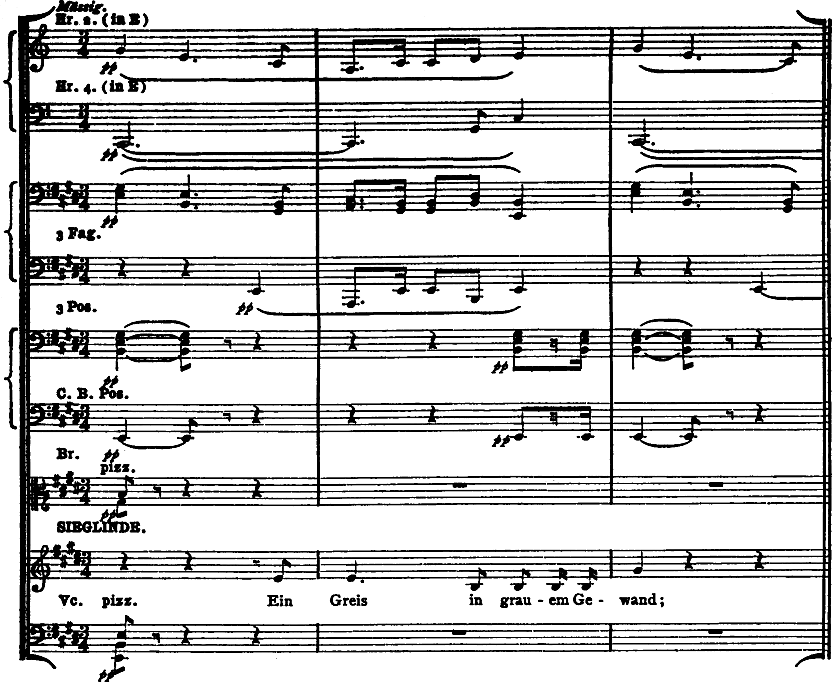 Mässig.
Hr. 2. (in E)
pp
Hr. 4. (in E)
pp
pp
3 Fag.
pp
3 Pos.
pp
pp
C. B. Pos.
pp
pp
Br.
pizz.
pp
SIEGLINDE.
Vc. pizz. Ein Greis in grau - em Ge - wand;
pp